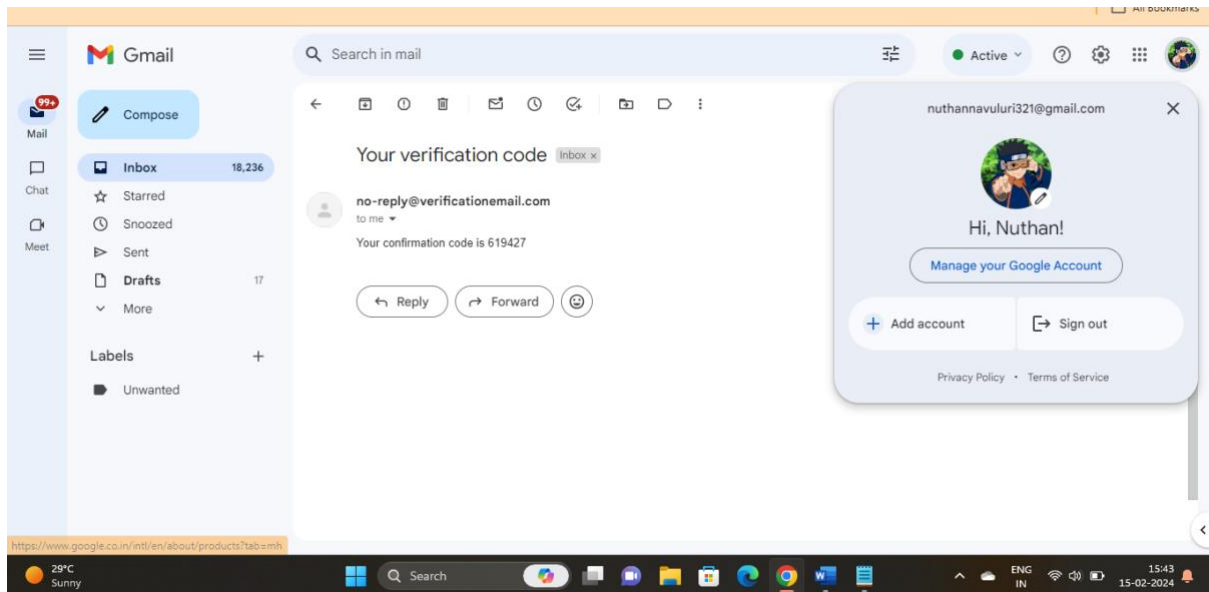 All Bookmarks
Gmail
Search in mail
Active
99+
Mail
Compose
nuthannavuluri321@gmail.com
Your verification code Inbox x
Inbox 18,236
Chat
Starred
no-reply@verificationemail.com
to me
Snoozed
Hi, Nuthan!
Meet
Sent
Your confirmation code is 619427
Manage your Google Account
Drafts 17
Reply Forward
More
Add account Sign out
Labels +
Privacy Policy • Terms of Service
Unwanted
https://www.google.co.in/intl/en/about/products?tab=mh
29°C
Sunny
Search
ENG
IN
15:43
15-02-2024